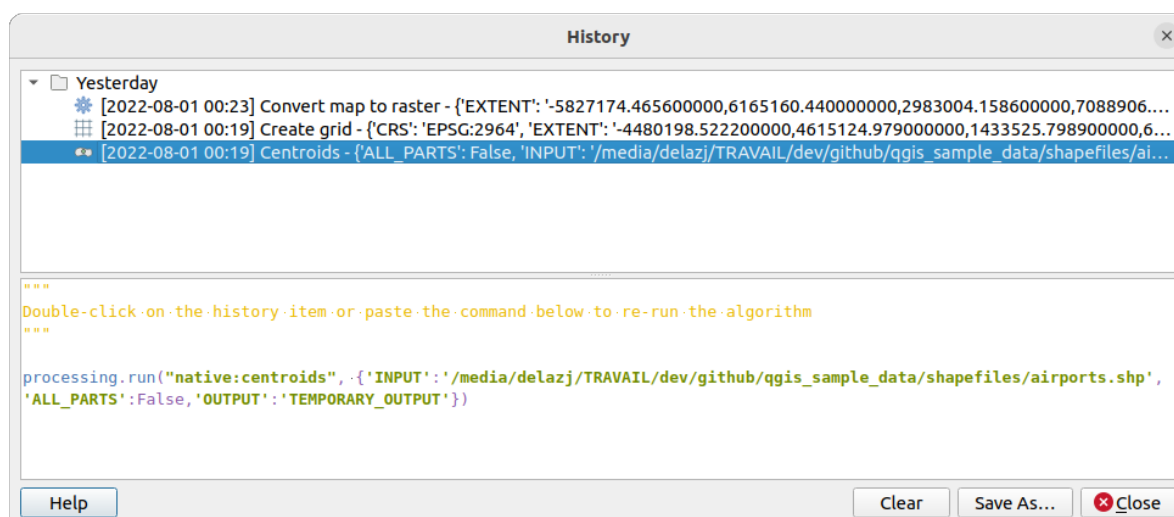 History
Yesterday
[2022-08-01 00:23] Convert map to raster - {'EXTENT': '-5827174.465600000,6165160.440000000,2983004.158600000,7088906....
[2022-08-01 00:19] Create grid - {'CRS': 'EPSG:2964', 'EXTENT': '-4480198.522200000,4615124.979000000,1433525.798900000,6...
[2022-08-01 00:19] Centroids - {'ALL_PARTS': False, 'INPUT': '/media/delazj/TRAVAIL/dev/github/qgis_sample_data/shapefiles/ai...
"""
Double-click·on·the·history·item·or·paste·the·command·below·to·re-run·the·algorithm
"""
processing.run("native:centroids",·{'INPUT':'/media/delazj/TRAVAIL/dev/github/qgis_sample_data/shapefiles/airports.shp',
'ALL_PARTS':False,'OUTPUT':'TEMPORARY_OUTPUT'})
Help Clear Save As... Close